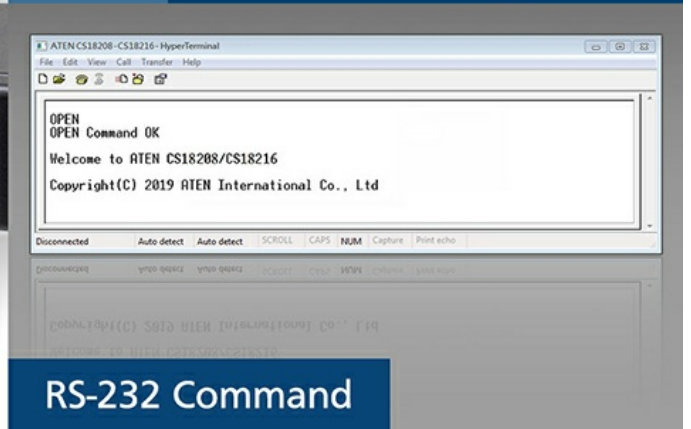 ATEN CS18208-CS18216- HyperTerminal
File Edit View Call Transfer Help
OPEN
OPEN Command OK
Welcome to ATEN CS18208/CS18216
Copyright(C) 2019 ATEN International Co., Ltd
Disconnected Auto detect Auto detect SCROLL CAPS NUM Capture Print echo
RS-232 Command